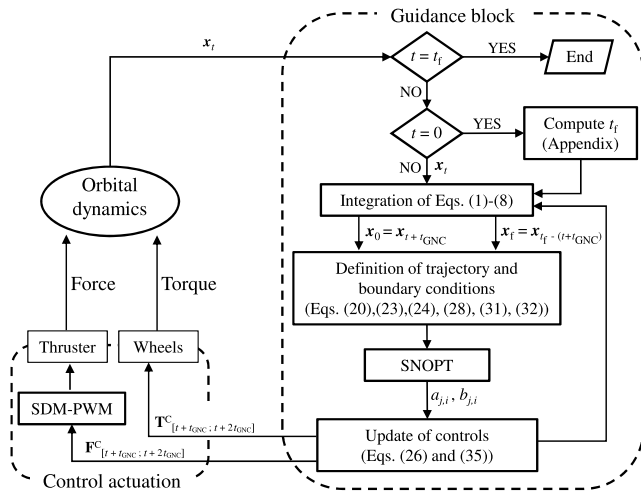 Guidance block
x_t
t = t_f
YES
End
NO
t = 0
YES
Compute t_f
(Appendix)
NO
x_t
Integration of Eqs. (1)-(8)
x_0 = x_{t + t_GNC}
x_f = x_{t_f - (t+t_GNC)}
Definition of trajectory and
boundary conditions
(Eqs. (20),(23),(24), (28), (31), (32))
SNOPT
a_{j,i} , b_{j,i}
Update of controls
(Eqs. (26) and (35))
Orbital
dynamics
Force
Torque
Thruster
Wheels
SDM-PWM
T^C_{[t + t_GNC ; t + 2t_GNC]}
F^C_{[t + t_GNC ; t + 2t_GNC]}
Control actuation